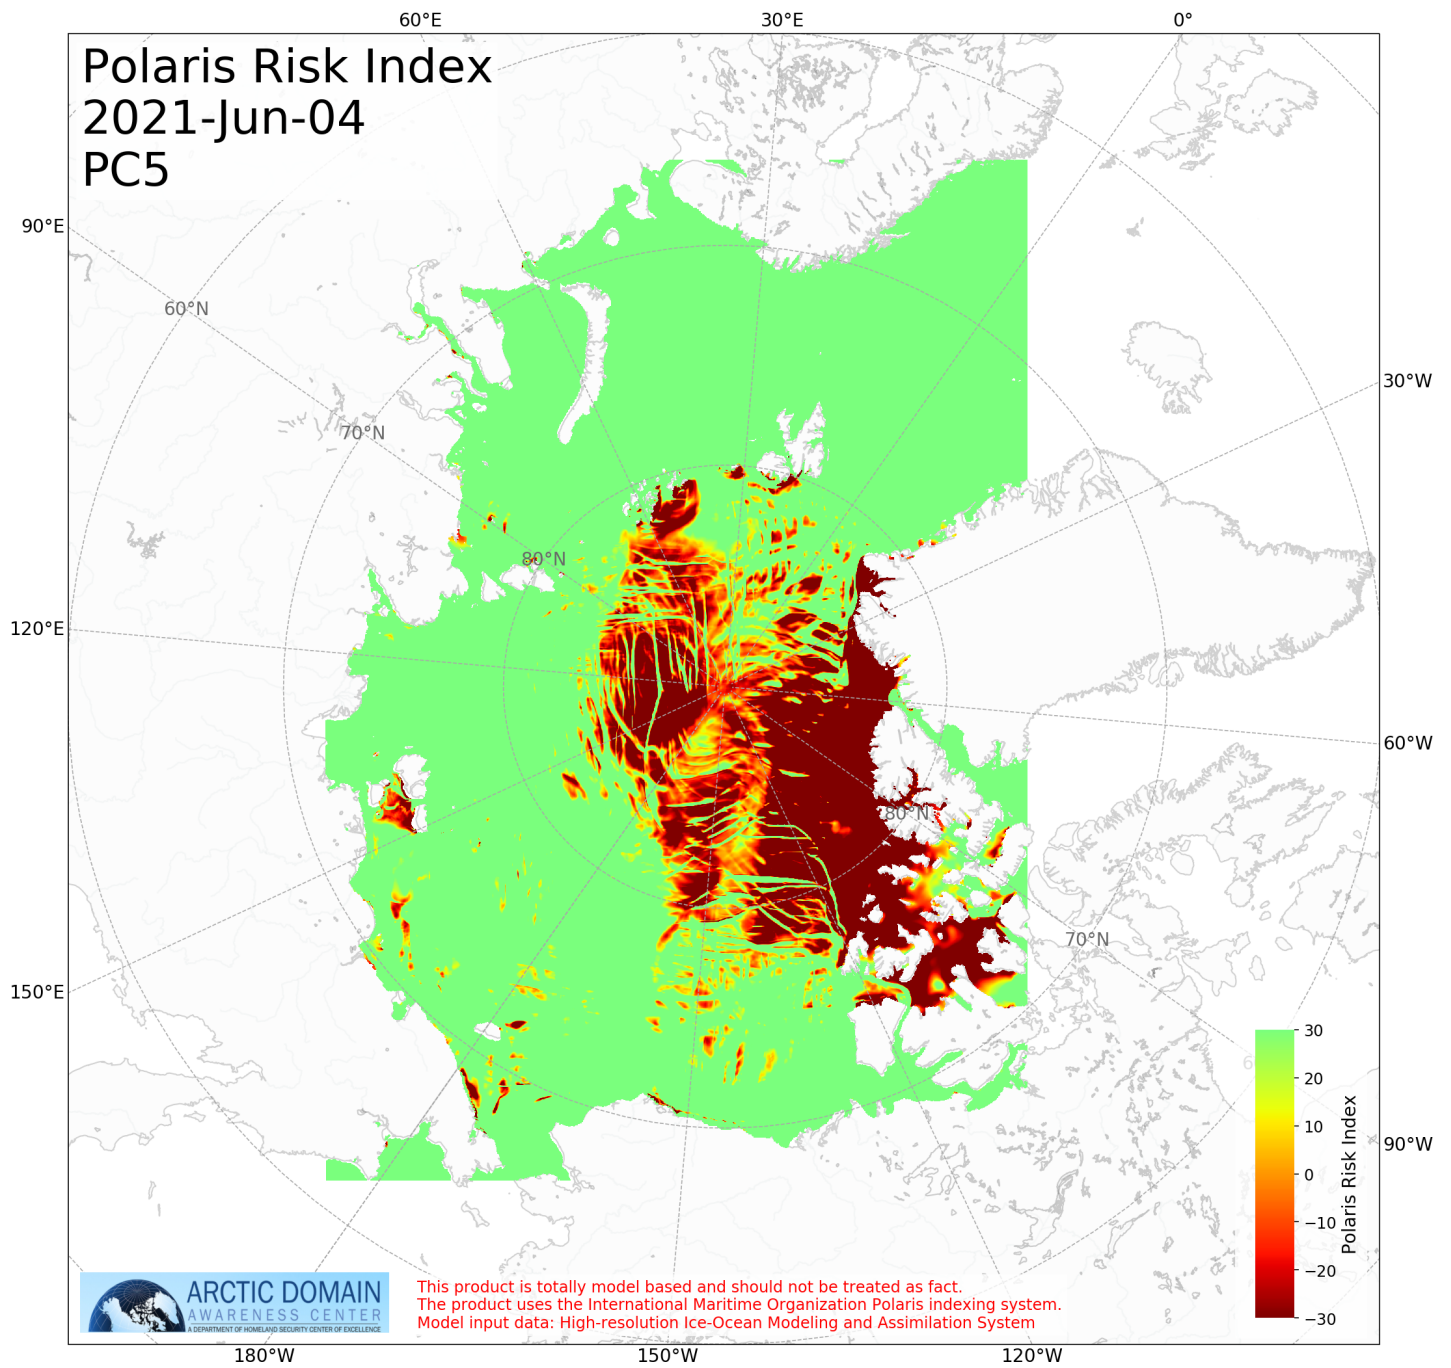 60°E 30°E 0°
Polaris Risk Index
2021-Jun-04
PC5
90°E
60°N
30°W
70°N
80°N
120°E
60°W
80°N
70°N
150°E
30
20
10
0
−10
−20
−30
Polaris Risk Index
90°W
ARCTIC DOMAIN
AWARENESS CENTER
A DEPARTMENT OF HOMELAND SECURITY CENTER OF EXCELLENCE
This product is totally model based and should not be treated as fact.
The product uses the International Maritime Organization Polaris indexing system.
Model input data: High-resolution Ice-Ocean Modeling and Assimilation System
180°W 150°W 120°W